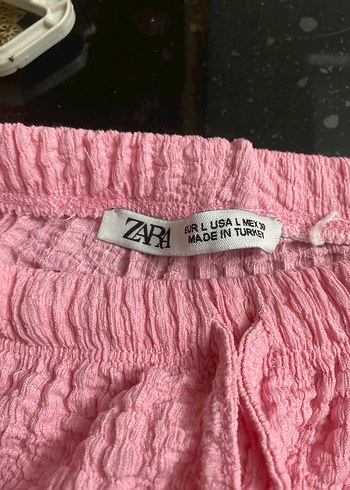 ZARA
EUR L USA L MEX 30
MADE IN TURKEY